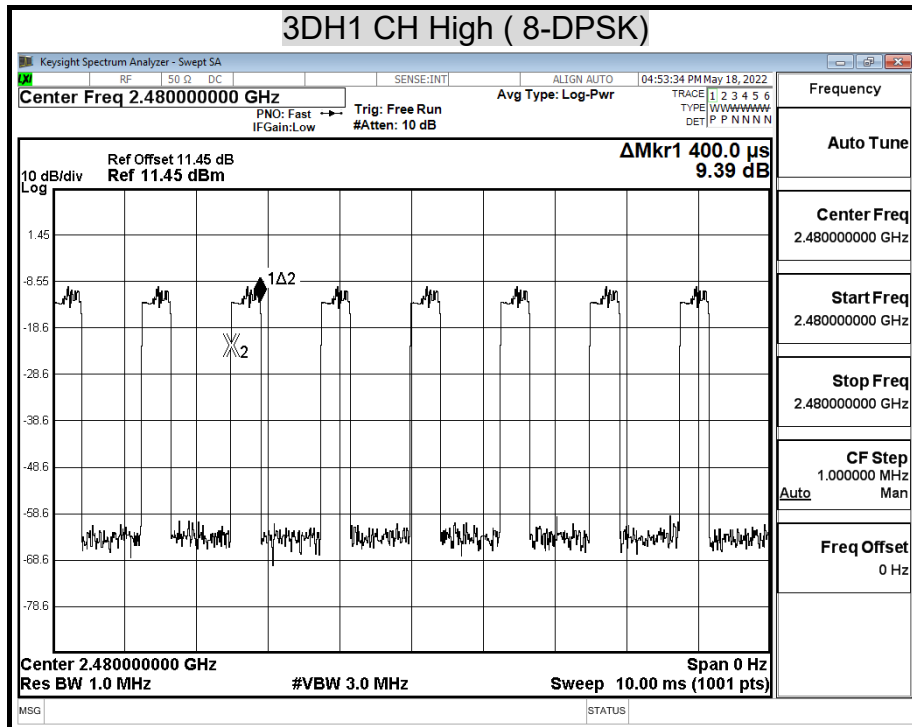 3DH1 CH High ( 8-DPSK)
Keysight Spectrum Analyzer - Swept SA
LXI RF 50 Ω DC SENSE:INT ALIGN AUTO 04:53:34 PM May 18, 2022
Center Freq 2.480000000 GHz
PNO: Fast
IFGain:Low
Trig: Free Run
#Atten: 10 dB
Avg Type: Log-Pwr
TRACE 1 2 3 4 5 6
TYPE WWWWWW
DET P P N N N N
Ref Offset 11.45 dB
Ref 11.45 dBm
10 dB/div
Log
ΔMkr1 400.0 µs
9.39 dB
1.45
-8.55
-18.6
-28.6
-38.6
-48.6
-58.6
-68.6
-78.6
1Δ2
2
Center 2.480000000 GHz
Span 0 Hz
Res BW 1.0 MHz
#VBW 3.0 MHz
Sweep 10.00 ms (1001 pts)
MSG
STATUS
Frequency
Auto Tune
Center Freq
2.480000000 GHz
Start Freq
2.480000000 GHz
Stop Freq
2.480000000 GHz
CF Step
1.000000 MHz
Auto Man
Freq Offset
0 Hz